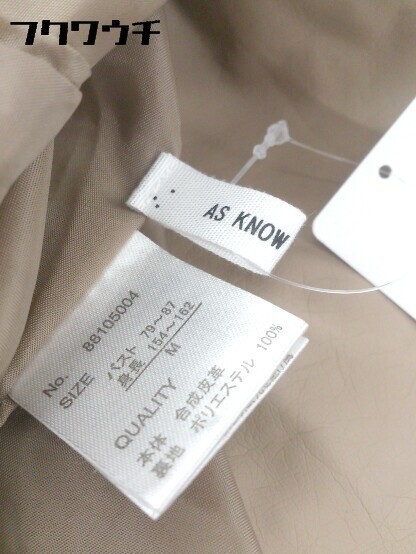 フクワウチ
AS KNOW
No. 88105004
SIZE バスト 79～87
身長 154～162
M
QUALITY
本体 合成皮革
裏地 ポリエステル 100%